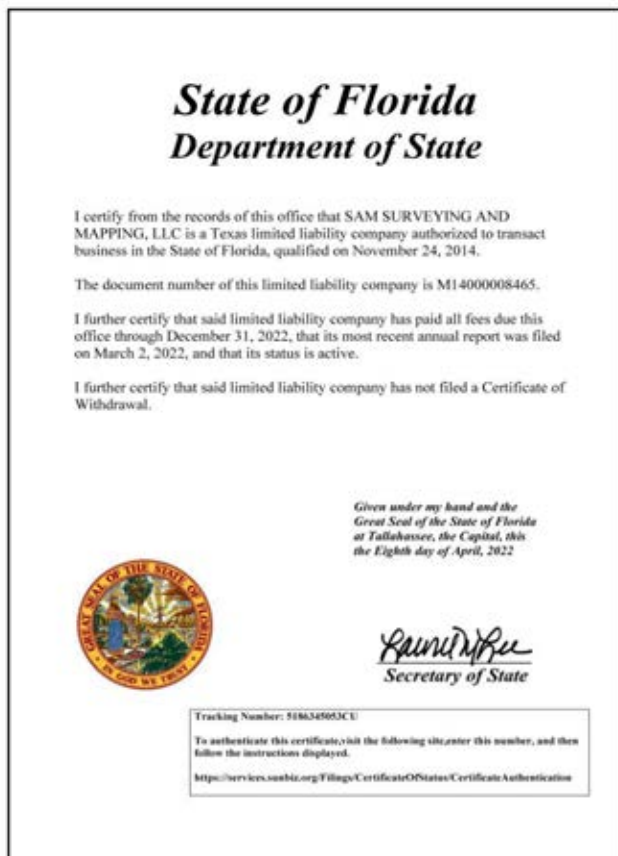 State of Florida
Department of State
I certify from the records of this office that SAM SURVEYING AND
MAPPING, LLC is a Texas limited liability company authorized to transact
business in the State of Florida, qualified on November 24, 2014.
The document number of this limited liability company is M14000008465.
I further certify that said limited liability company has paid all fees due this
office through December 31, 2022, that its most recent annual report was filed
on March 2, 2022, and that its status is active.
I further certify that said limited liability company has not filed a Certificate of
Withdrawal.
Given under my hand and the
Great Seal of the State of Florida
at Tallahassee, the Capital, this
the Eighth day of April, 2022
GREAT SEAL OF THE STATE OF FLORIDA
IN GOD WE TRUST
Secretary of State
Tracking Number: 5186345053CU
To authenticate this certificate,visit the following site,enter this number, and then
follow the instructions displayed.
https://services.sunbiz.org/Filings/CertificateOfStatus/CertificateAuthentication